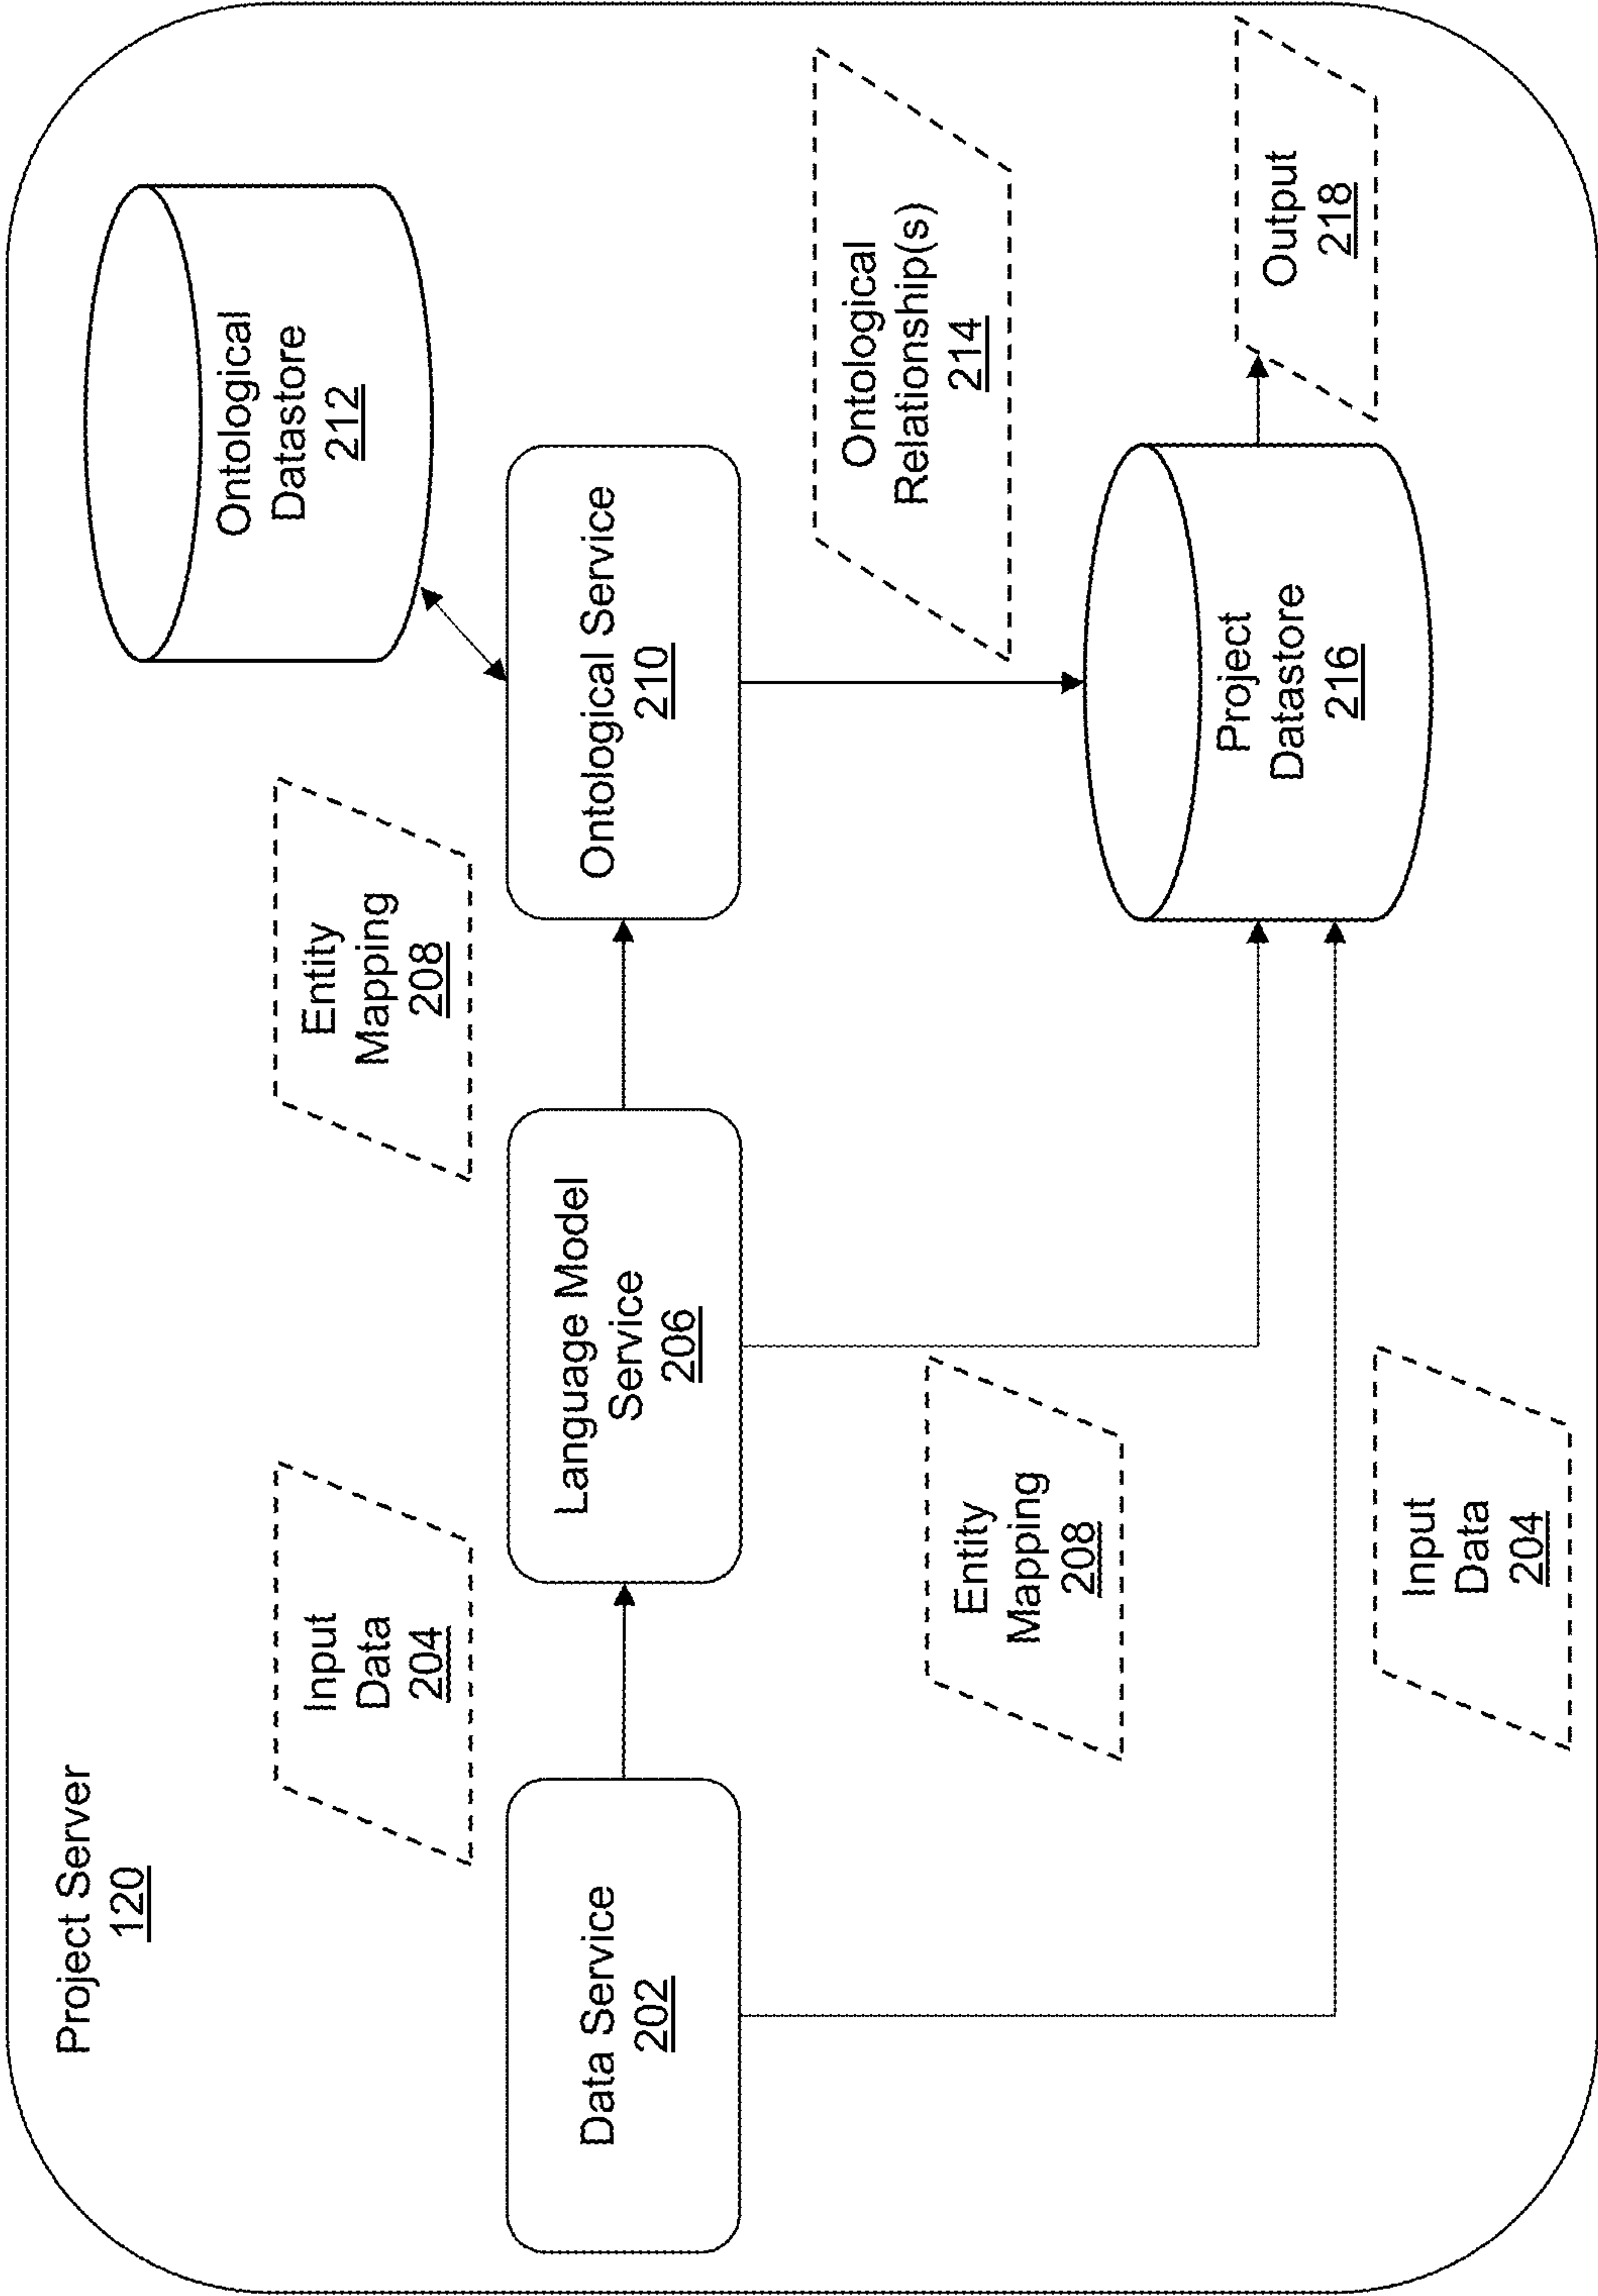 Project Server
120
Input
Data
204
Entity
Mapping
208
Ontological
Datastore
212
Data Service
202
Language Model
Service
206
Ontological Service
210
Entity
Mapping
208
Ontological
Relationship(s)
214
Input
Data
204
Project
Datastore
216
Output
218